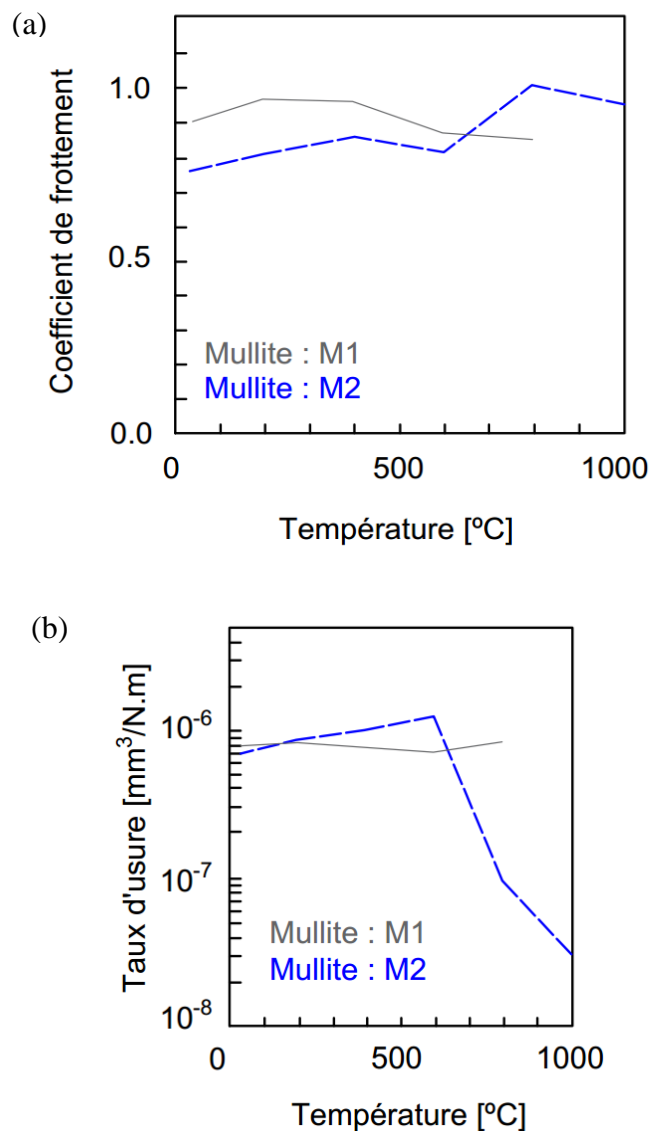 (a)
Coefficient de frottement
1.0
0.5
0.0
Mullite : M1
Mullite : M2
0
500
1000
Température [ºC]
(b)
Taux d'usure [mm³/N.m]
10⁻⁶
10⁻⁷
10⁻⁸
Mullite : M1
Mullite : M2
0
500
1000
Température [ºC]